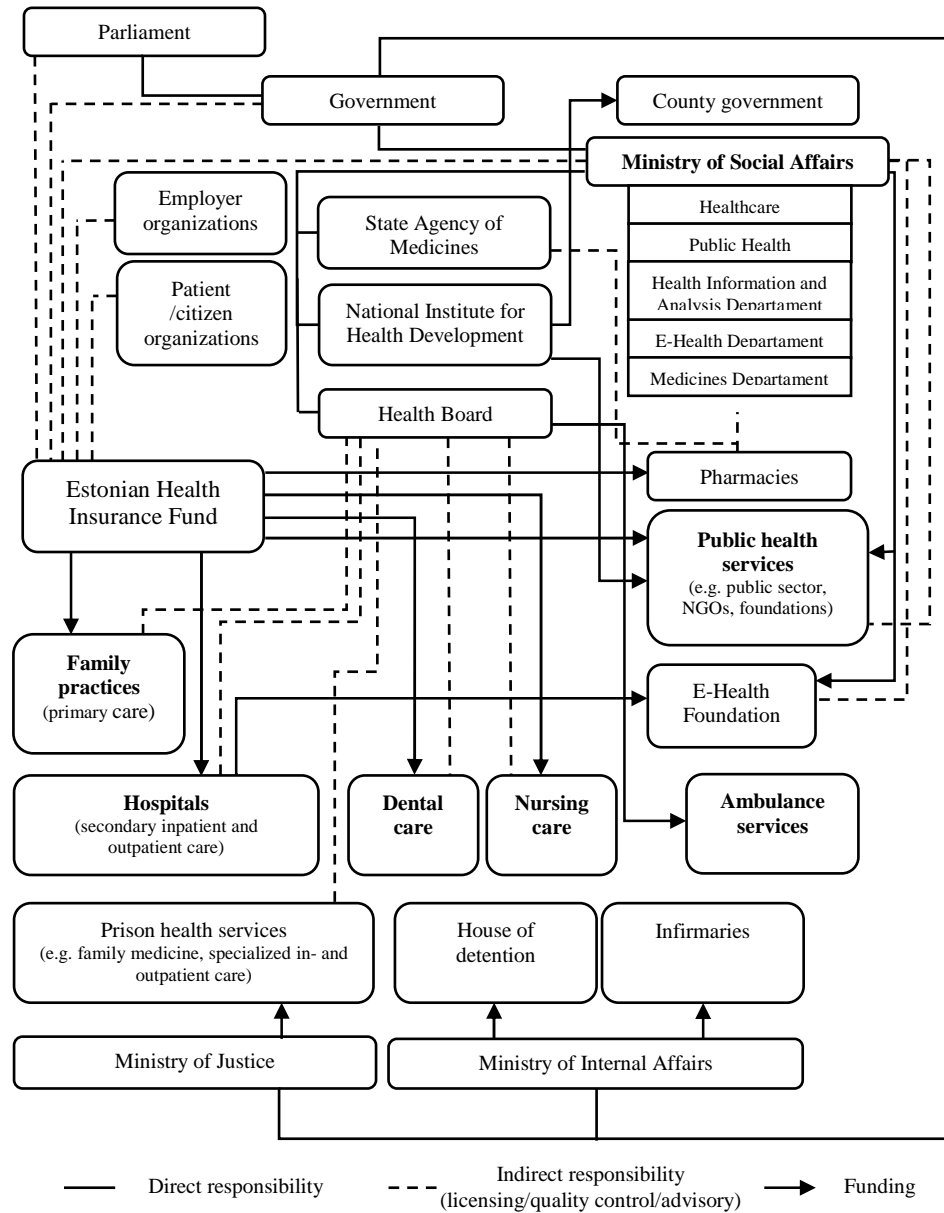 Parliament
Government
County government
Ministry of Social Affairs
Healthcare
Public Health
Health Information and
Analysis Departament
E-Health Departament
Medicines Departament
Employer
organizations
Patient
/citizen
organizations
State Agency of
Medicines
National Institute for
Health Development
Health Board
Estonian Health
Insurance Fund
Pharmacies
Public health
services
(e.g. public sector,
NGOs, foundations)
Family
practices
(primary care)
E-Health
Foundation
Hospitals
(secondary inpatient and
outpatient care)
Dental
care
Nursing
care
Ambulance
services
Prison health services
(e.g. family medicine, specialized in- and
outpatient care)
House of
detention
Infirmaries
Ministry of Justice
Ministry of Internal Affairs
Direct responsibility
Indirect responsibility
(licensing/quality control/advisory)
Funding